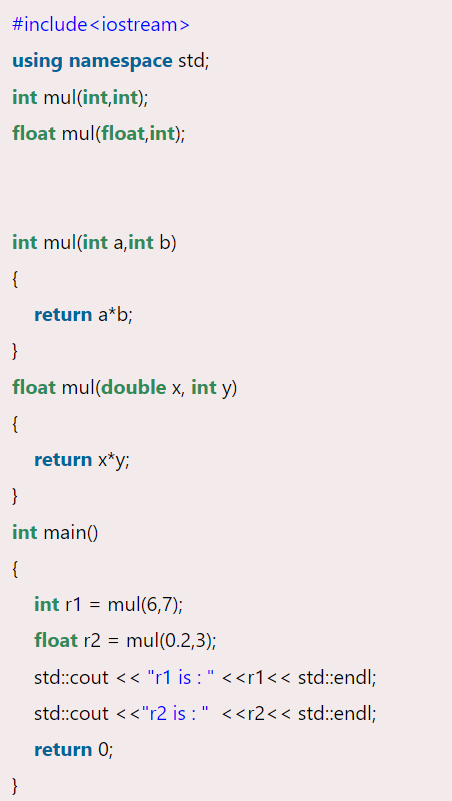 #include<iostream>
using namespace std;
int mul(int,int);
float mul(float,int);
int mul(int a,int b)
{
return a*b;
}
float mul(double x, int y)
{
return x*y;
}
int main()
{
int r1 = mul(6,7);
float r2 = mul(0.2,3);
std::cout << "r1 is : " <<r1<< std::endl;
std::cout <<"r2 is : "  <<r2<< std::endl;
return 0;
}